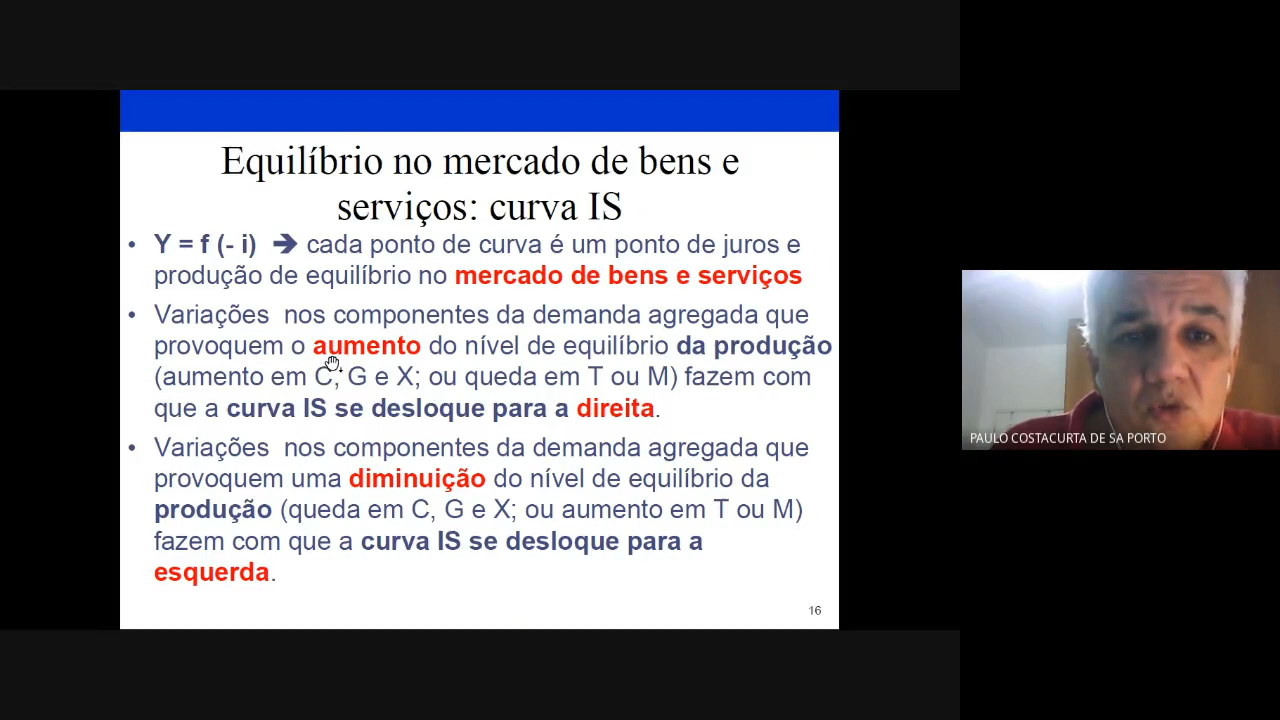 Equilíbrio no mercado de bens e
serviços: curva IS
• Y = f (- i) ➔ cada ponto de curva é um ponto de juros e
produção de equilíbrio no mercado de bens e serviços
• Variações nos componentes da demanda agregada que
provoquem o aumento do nível de equilíbrio da produção
(aumento em C, G e X; ou queda em T ou M) fazem com
que a curva IS se desloque para a direita.
• Variações nos componentes da demanda agregada que
provoquem uma diminuição do nível de equilíbrio da
produção (queda em C, G e X; ou aumento em T ou M)
fazem com que a curva IS se desloque para a
esquerda.
16
PAULO COSTACURTA DE SA PORTO